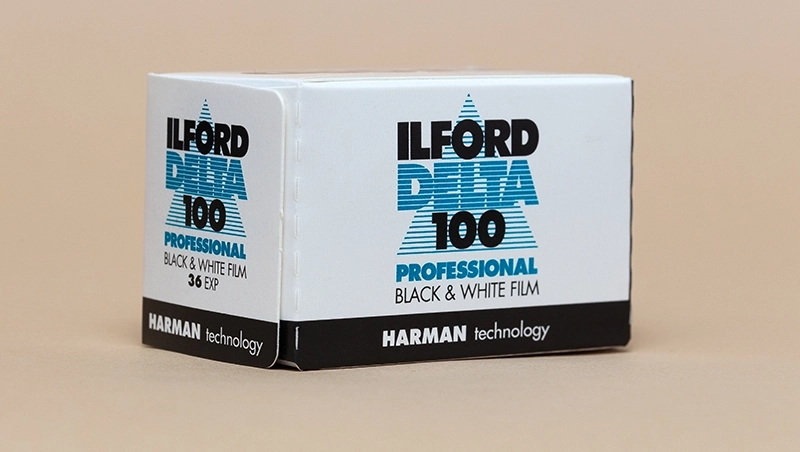 ILFORD
DELTA
100
PROFESSIONAL
BLACK & WHITE FILM
36 EXP
HARMAN technology
ILFORD
DELTA
100
PROFESSIONAL
BLACK & WHITE FILM
HARMAN technology